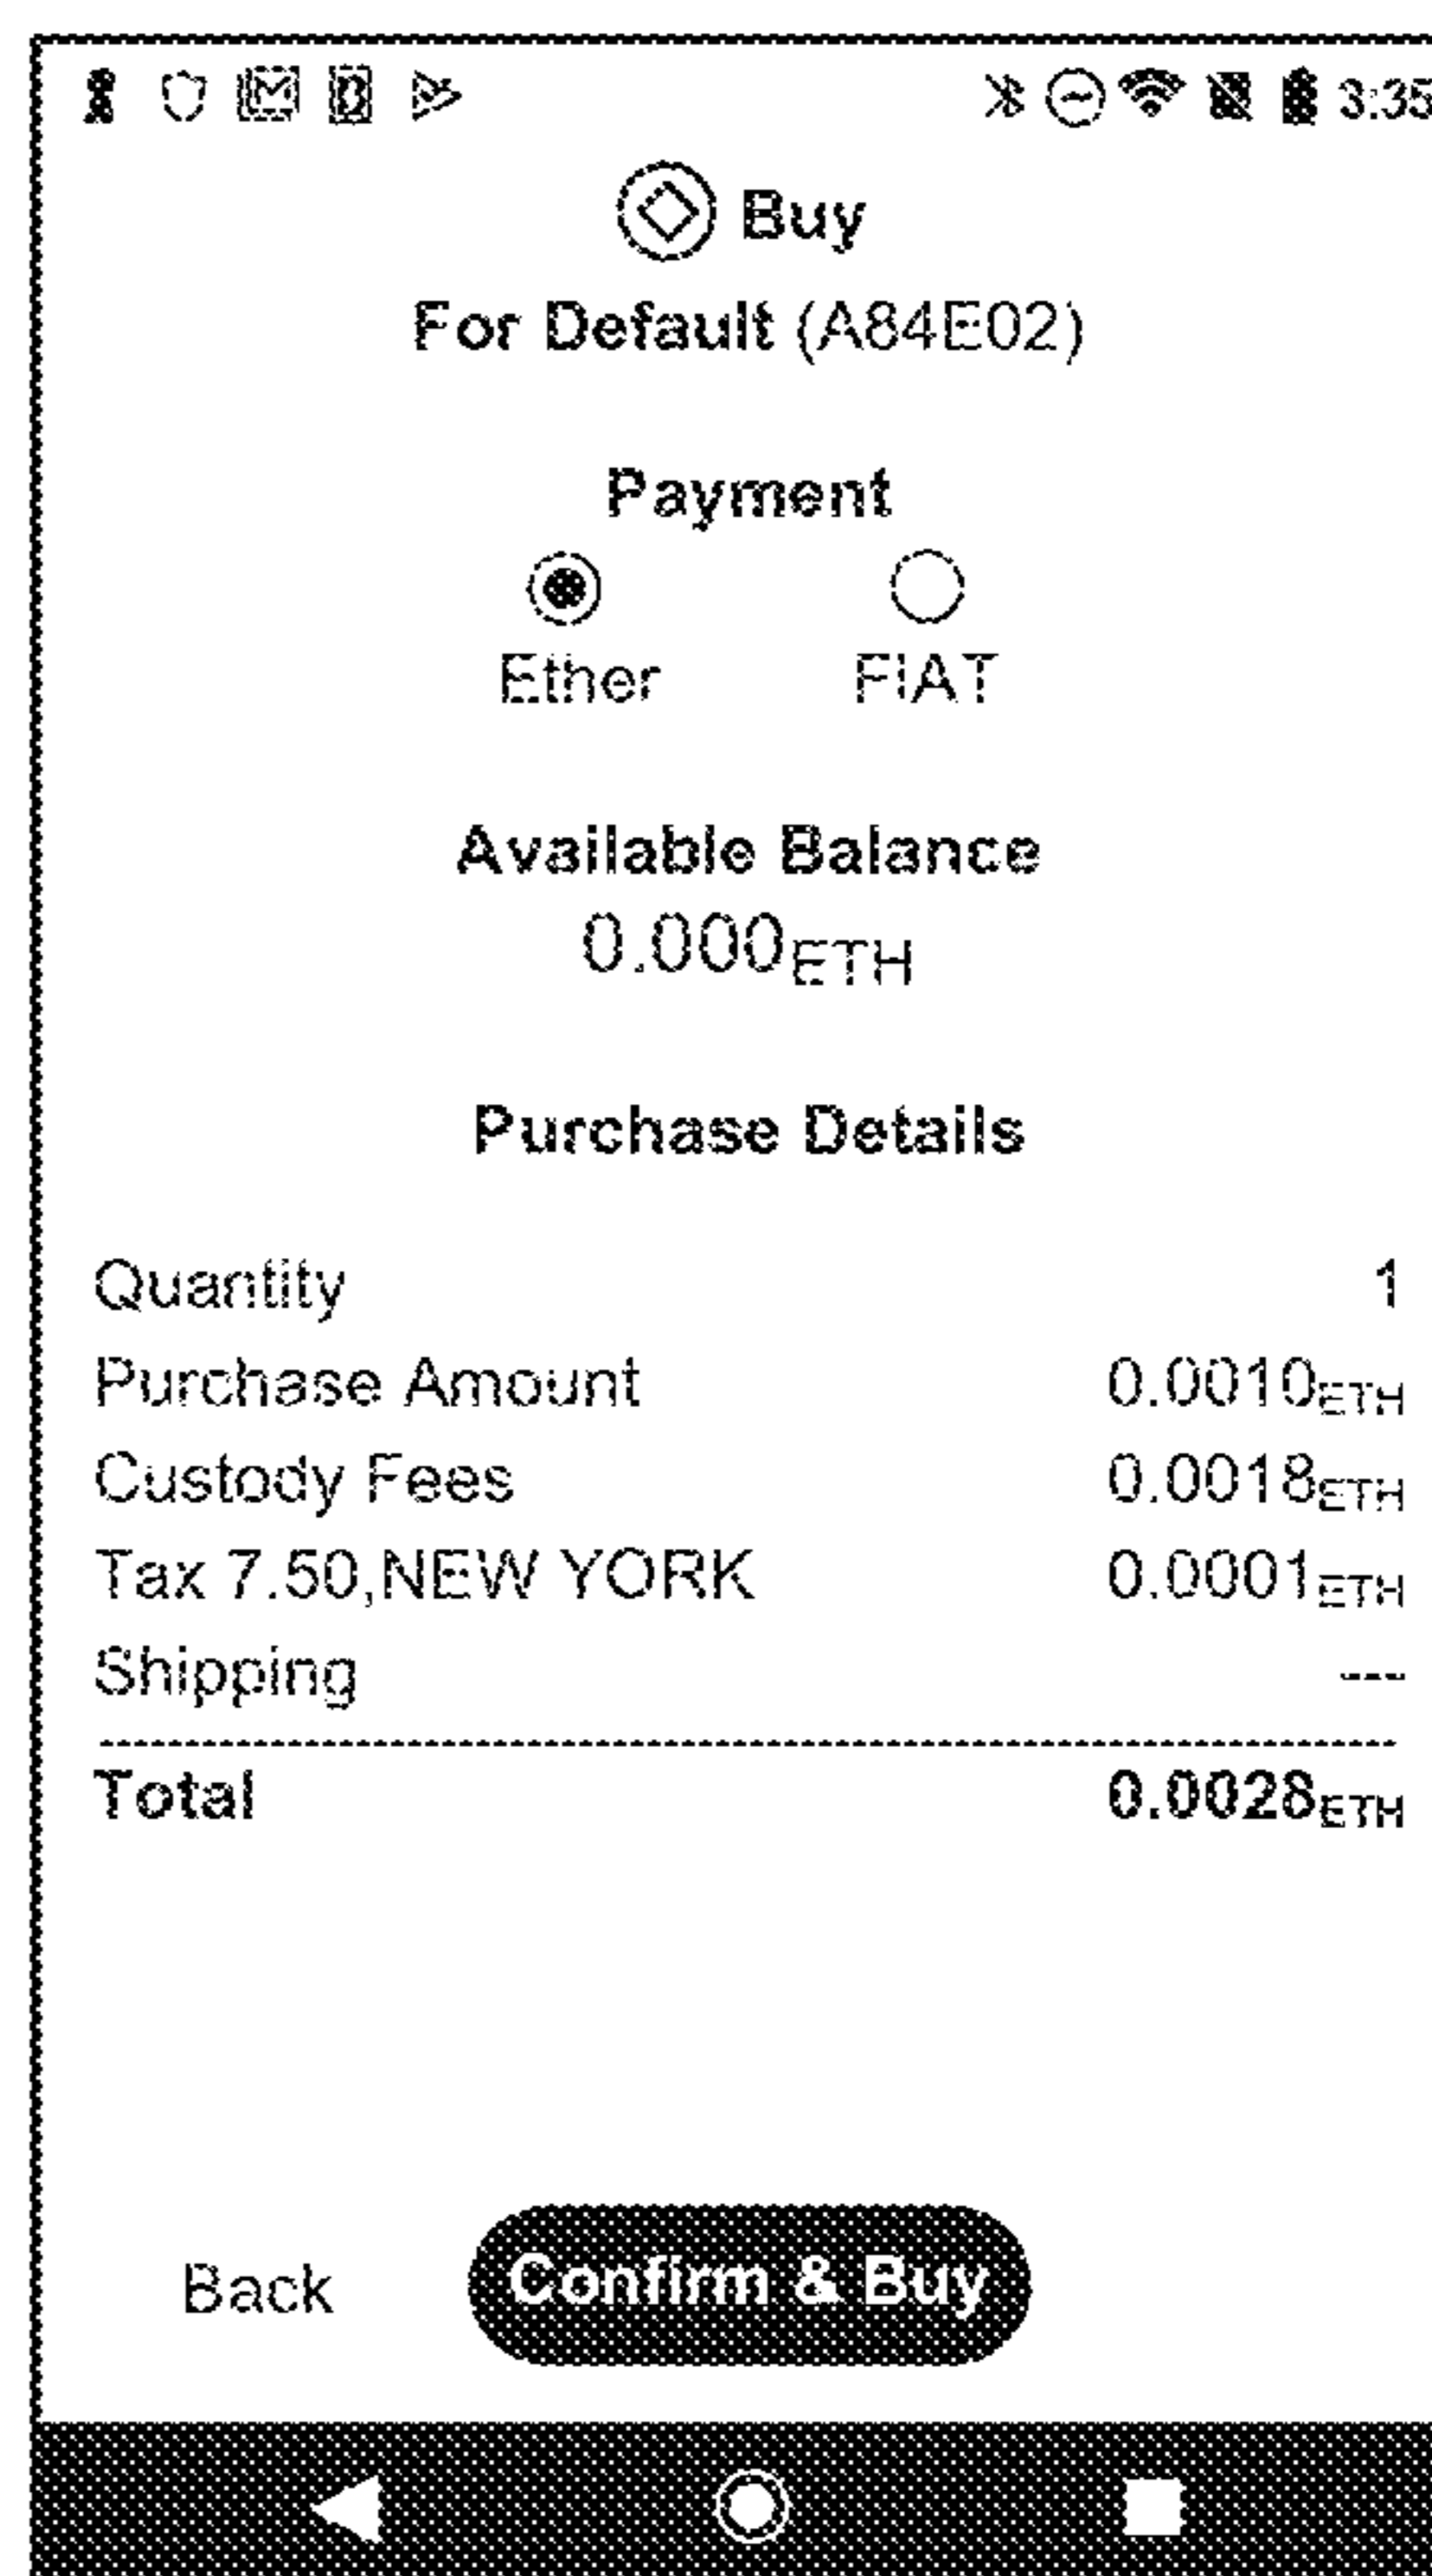 3:35
Buy
For Default (A84E02)
Payment
Ether FIAT
Available Balance
0.000ETH
Purchase Details
Quantity 1
Purchase Amount 0.0010ETH
Custody Fees 0.0018ETH
Tax 7.50,NEW YORK 0.0001ETH
Shipping ---
Total 0.0028ETH
Back Confirm & Buy